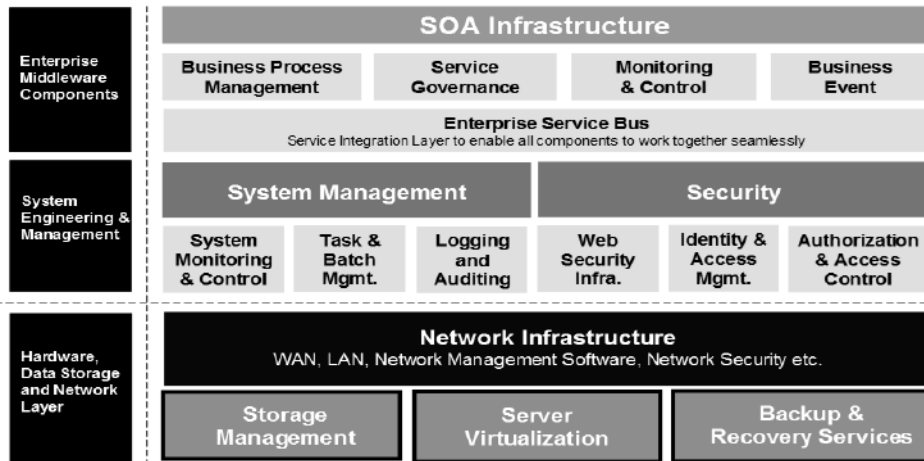 SOA Infrastructure
Enterprise
Middleware
Components
Business Process
Management
Service
Governance
Monitoring
& Control
Business
Event
Enterprise Service Bus
Service Integration Layer to enable all components to work together seamlessly
System
Engineering &
Management
System Management
Security
System
Monitoring
& Control
Task &
Batch
Mgmt.
Logging
and
Auditing
Web
Security
Infra.
Identity &
Access
Mgmt.
Authorization
& Access
Control
Hardware,
Data Storage
and Network
Layer
Network Infrastructure
WAN, LAN, Network Management Software, Network Security etc.
Storage
Management
Server
Virtualization
Backup &
Recovery Services